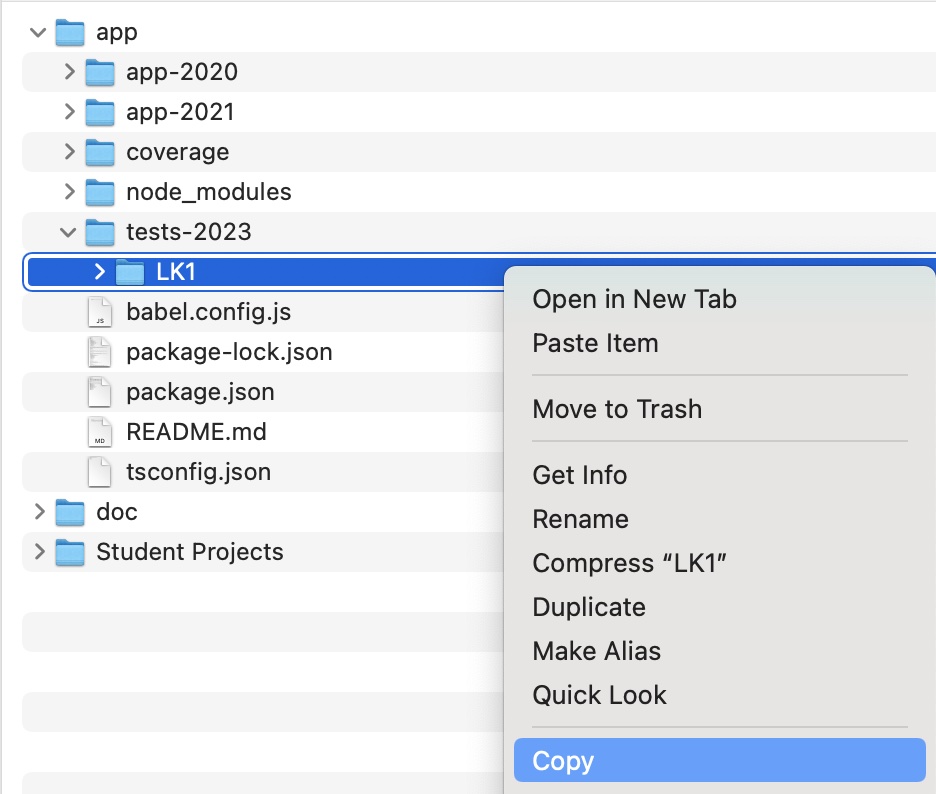 app
app-2020
app-2021
coverage
node_modules
tests-2023
LK1
babel.config.js
package-lock.json
package.json
README.md
tsconfig.json
doc
Student Projects
JS
MD
Open in New Tab
Paste Item
Move to Trash
Get Info
Rename
Compress “LK1”
Duplicate
Make Alias
Quick Look
Copy